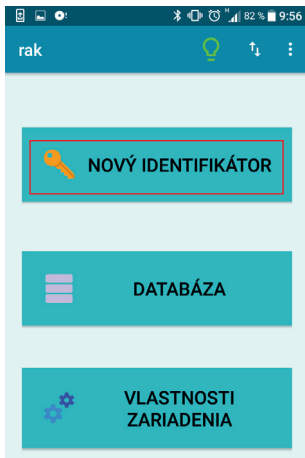 82 % 9:56
rak
NOVÝ IDENTIFIKÁTOR
DATABÁZA
VLASTNOSTI
ZARIADENIA